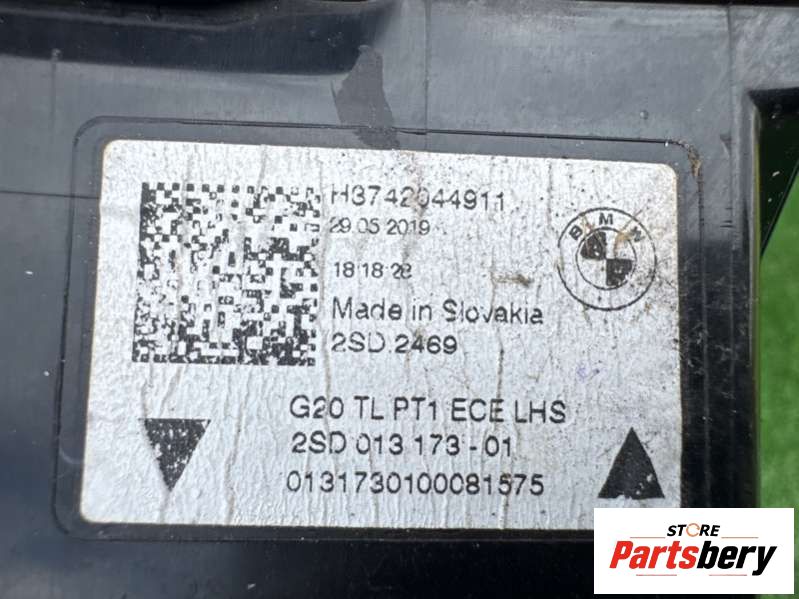 H3742044911
29.05.2019
18:18:28
BMW
Made in Slovakia
2SD.2469
G20 TL PT1 ECE LHS
2SD 013 173-01
0131730100081575
STORE
Partsbery